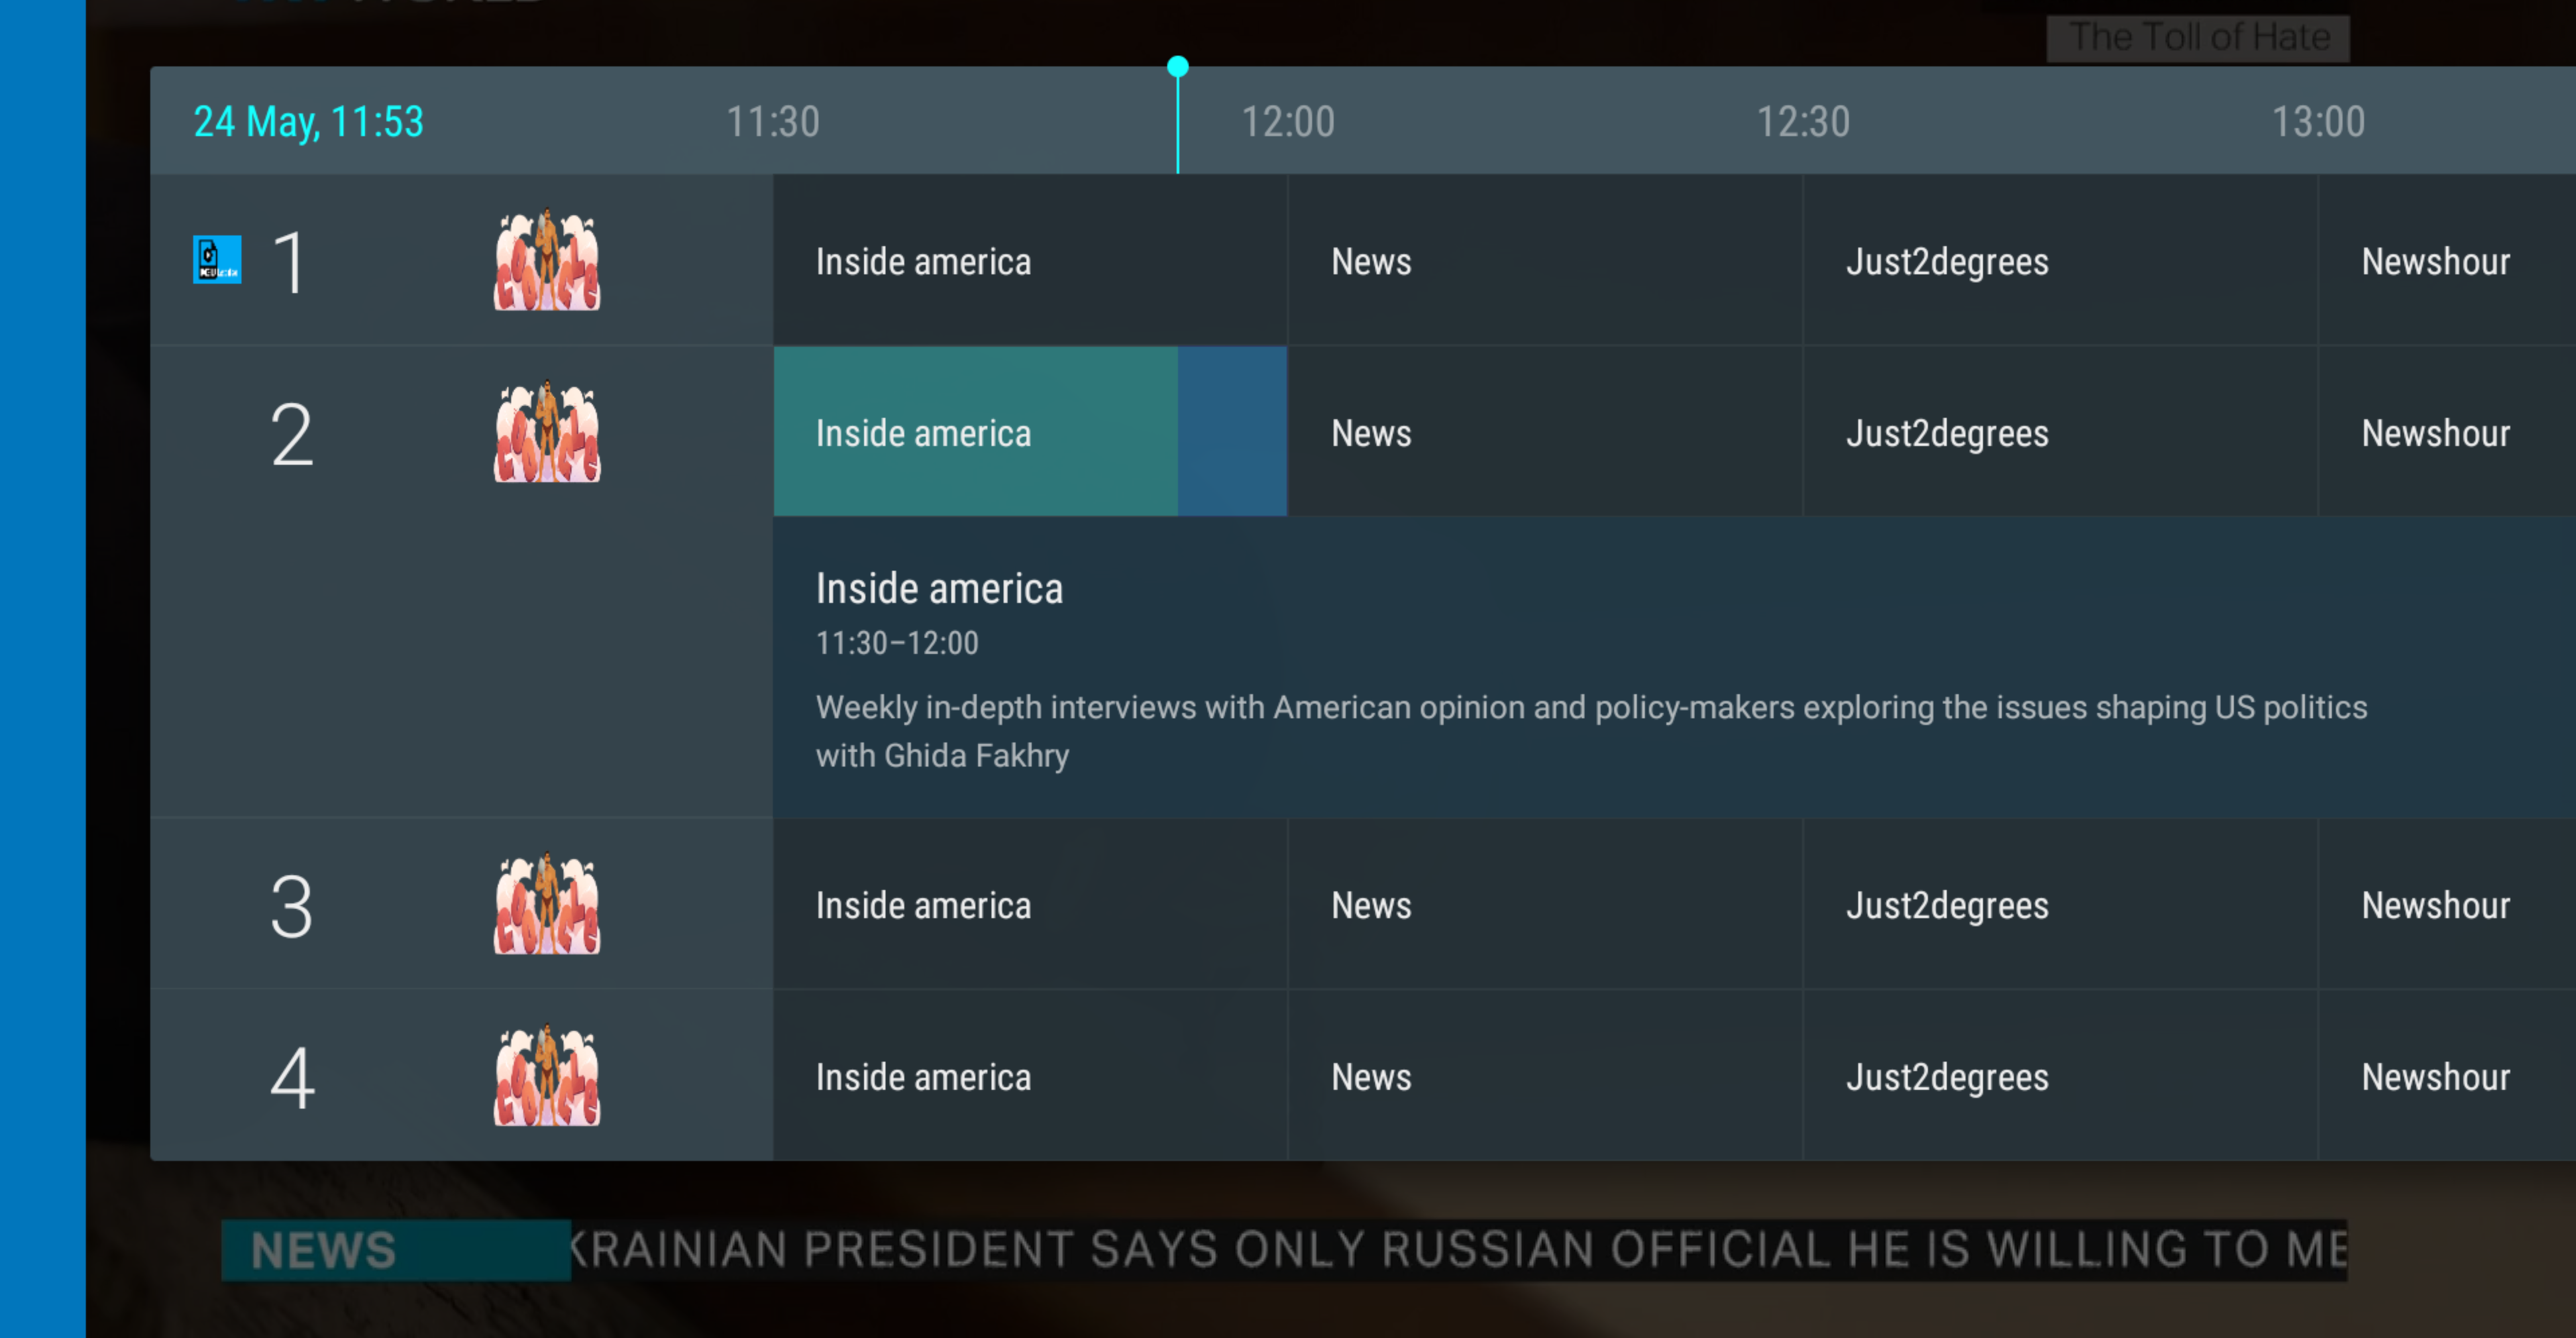 WORLD
The Toll of Hate
24 May, 11:53 11:30 12:00 12:30 13:00
1 Inside america News Just2degrees Newshour
2 Inside america News Just2degrees Newshour
Inside america
11:30–12:00
Weekly in-depth interviews with American opinion and policy-makers exploring the issues shaping US politics
with Ghida Fakhry
3 Inside america News Just2degrees Newshour
4 Inside america News Just2degrees Newshour
NEWS KRAINIAN PRESIDENT SAYS ONLY RUSSIAN OFFICIAL HE IS WILLING TO ME